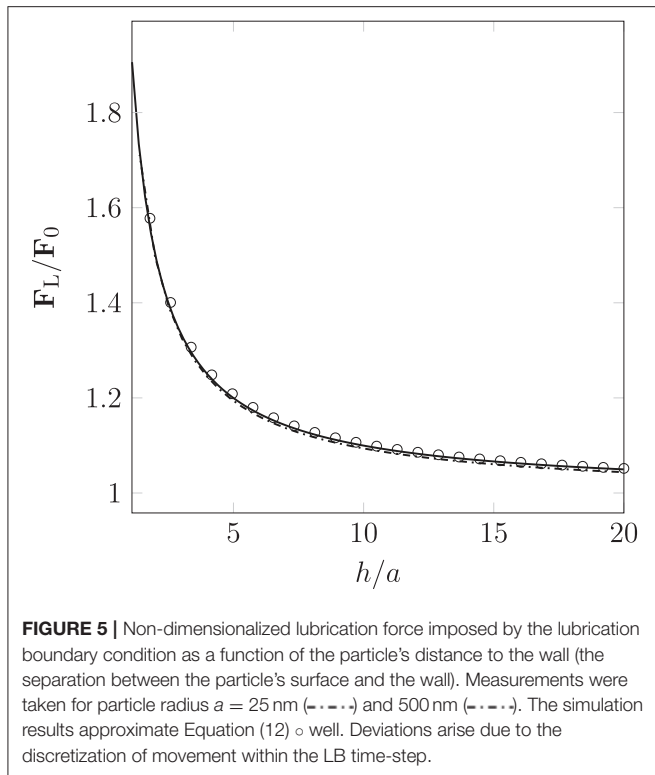 1.8
1.6
1.4
1.2
1
F_L/F_0
5
10
15
20
h/a
FIGURE 5 | Non-dimensionalized lubrication force imposed by the lubrication
boundary condition as a function of the particle's distance to the wall (the
separation between the particle's surface and the wall). Measurements were
taken for particle radius a = 25 nm (-·-·-) and 500 nm (-·-·-). The simulation
results approximate Equation (12) ○ well. Deviations arise due to the
discretization of movement within the LB time-step.